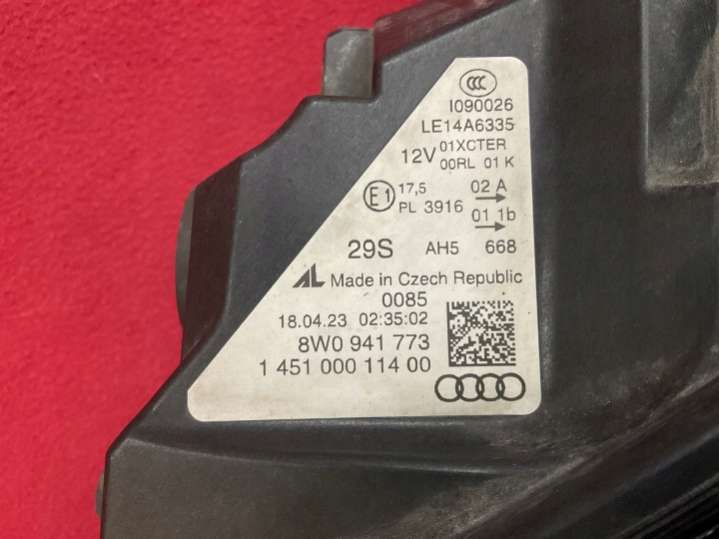 CCC
I090026
LE14A6335
12V 01XCTER
00RL 01 K
E1 17,5 02 A
PL 3916 01 1b
29S AH5 668
AL Made in Czech Republic
0085
18.04.23 02:35:02
8W0 941 773
1 451 000 114 00